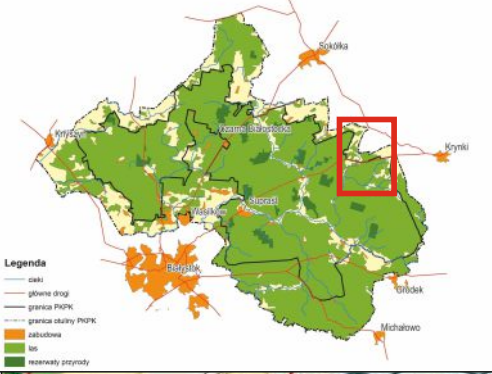 Sokółka
Knyszyn
Czarna Białostocka
Krynki
Supraśl
Wasilków
Białystok
Gródek
Michałowo
Legenda
cieki
główne drogi
granica PKPK
granica otuliny PKPK
zabudowa
las
rezerwaty przyrody